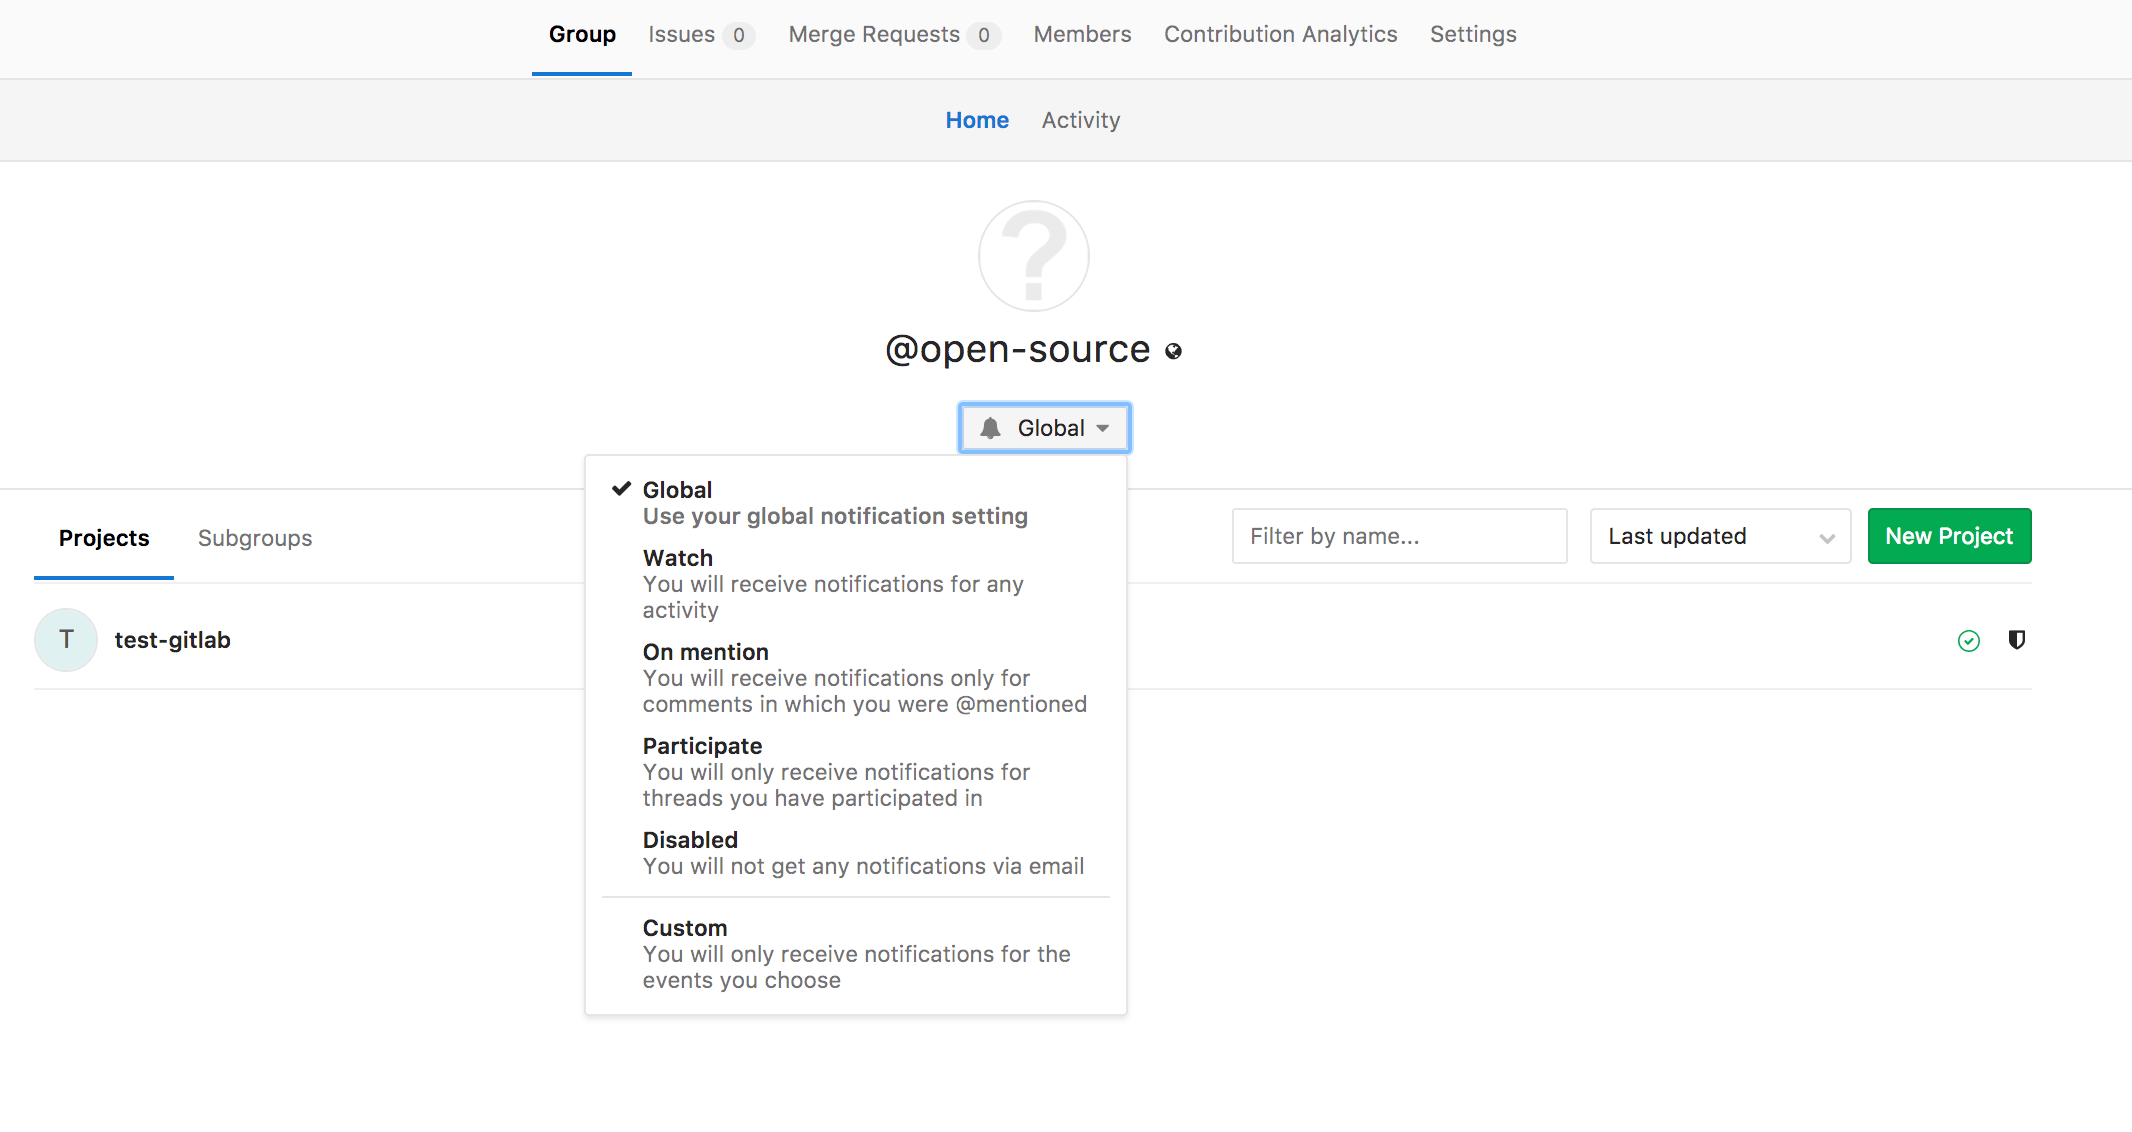 Group Issues 0 Merge Requests 0 Members Contribution Analytics Settings
Home Activity
?
@open-source
Global
Global
Use your global notification setting
Watch
You will receive notifications for any
activity
On mention
You will receive notifications only for
comments in which you were @mentioned
Participate
You will only receive notifications for
threads you have participated in
Disabled
You will not get any notifications via email
Custom
You will only receive notifications for the
events you choose
Projects Subgroups Filter by name... Last updated New Project
T test-gitlab